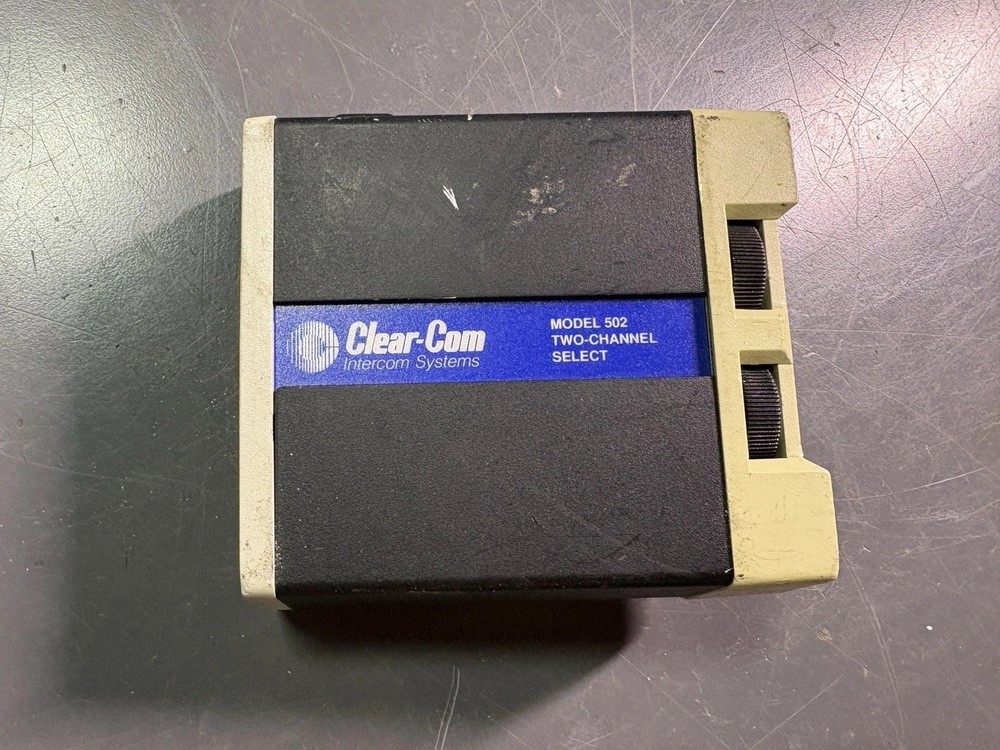 Clear-Com
Intercom Systems
MODEL 502
TWO-CHANNEL
SELECT